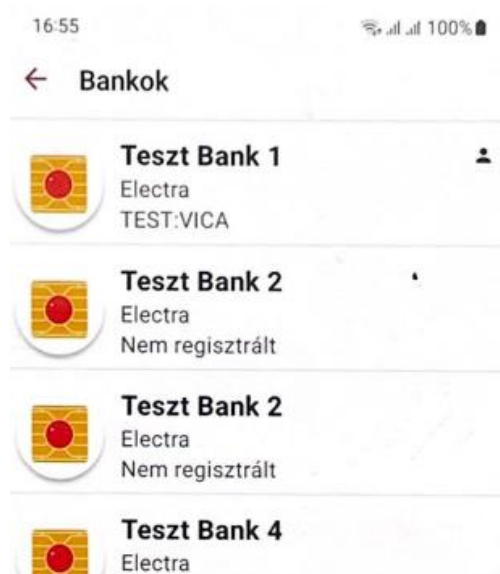 16:55
100%
Bankok
Teszt Bank 1
Electra
TEST:VICA
Teszt Bank 2
Electra
Nem regisztrált
Teszt Bank 2
Electra
Nem regisztrált
Teszt Bank 4
Electra